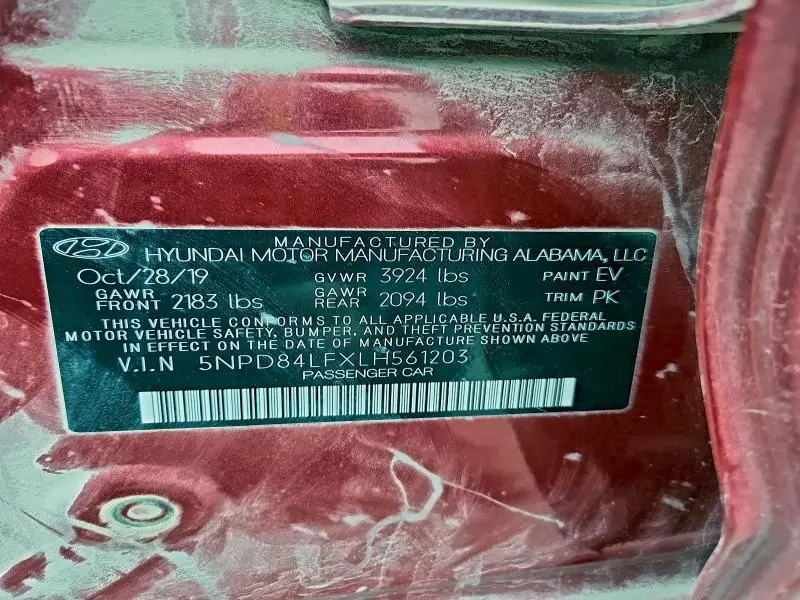 MANUFACTURED BY
HYUNDAI MOTOR MANUFACTURING ALABAMA, LLC
Oct/28/19 GVWR 3924 lbs PAINT EV
GAWR FRONT 2183 lbs GAWR REAR 2094 lbs TRIM PK
THIS VEHICLE CONFORMS TO ALL APPLICABLE U.S.A. FEDERAL
MOTOR VEHICLE SAFETY, BUMPER, AND THEFT PREVENTION STANDARDS
IN EFFECT ON THE DATE OF MANUFACTURE SHOWN ABOVE
V.I.N 5NPD84LFXLH561203
PASSENGER CAR